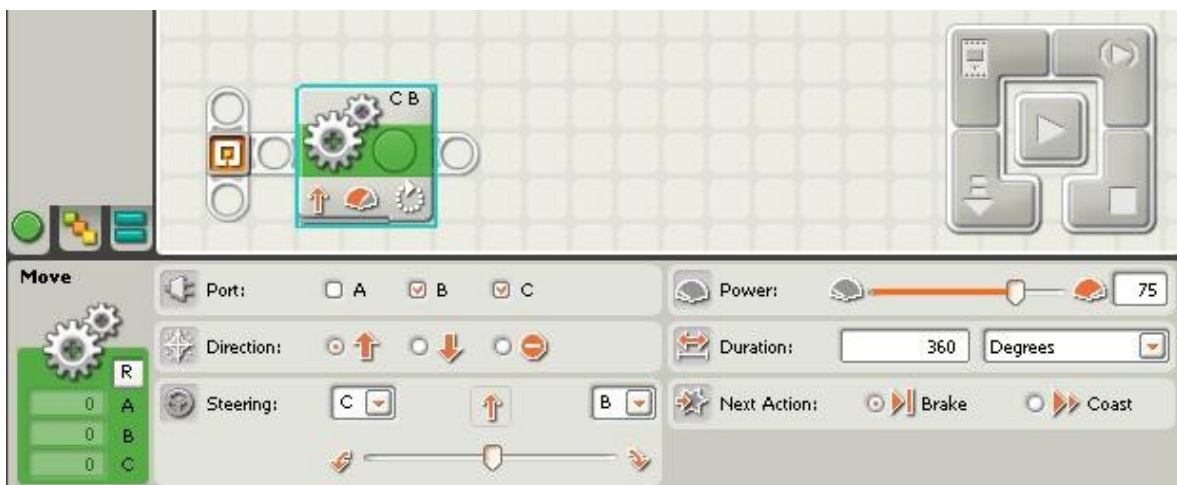 C B
Move
Port: A B C
Power: 75
Direction:
Duration: 360 Degrees
R
Steering: C B
Next Action: Brake Coast
0 A
0 B
0 C